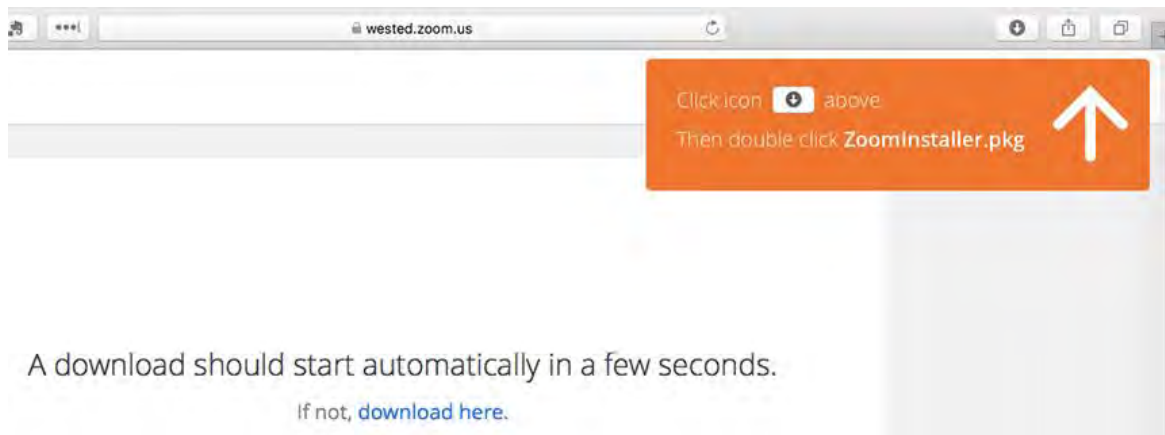 wested.zoom.us
Click icon above
Then double click ZoomInstaller.pkg
A download should start automatically in a few seconds.
If not, download here.